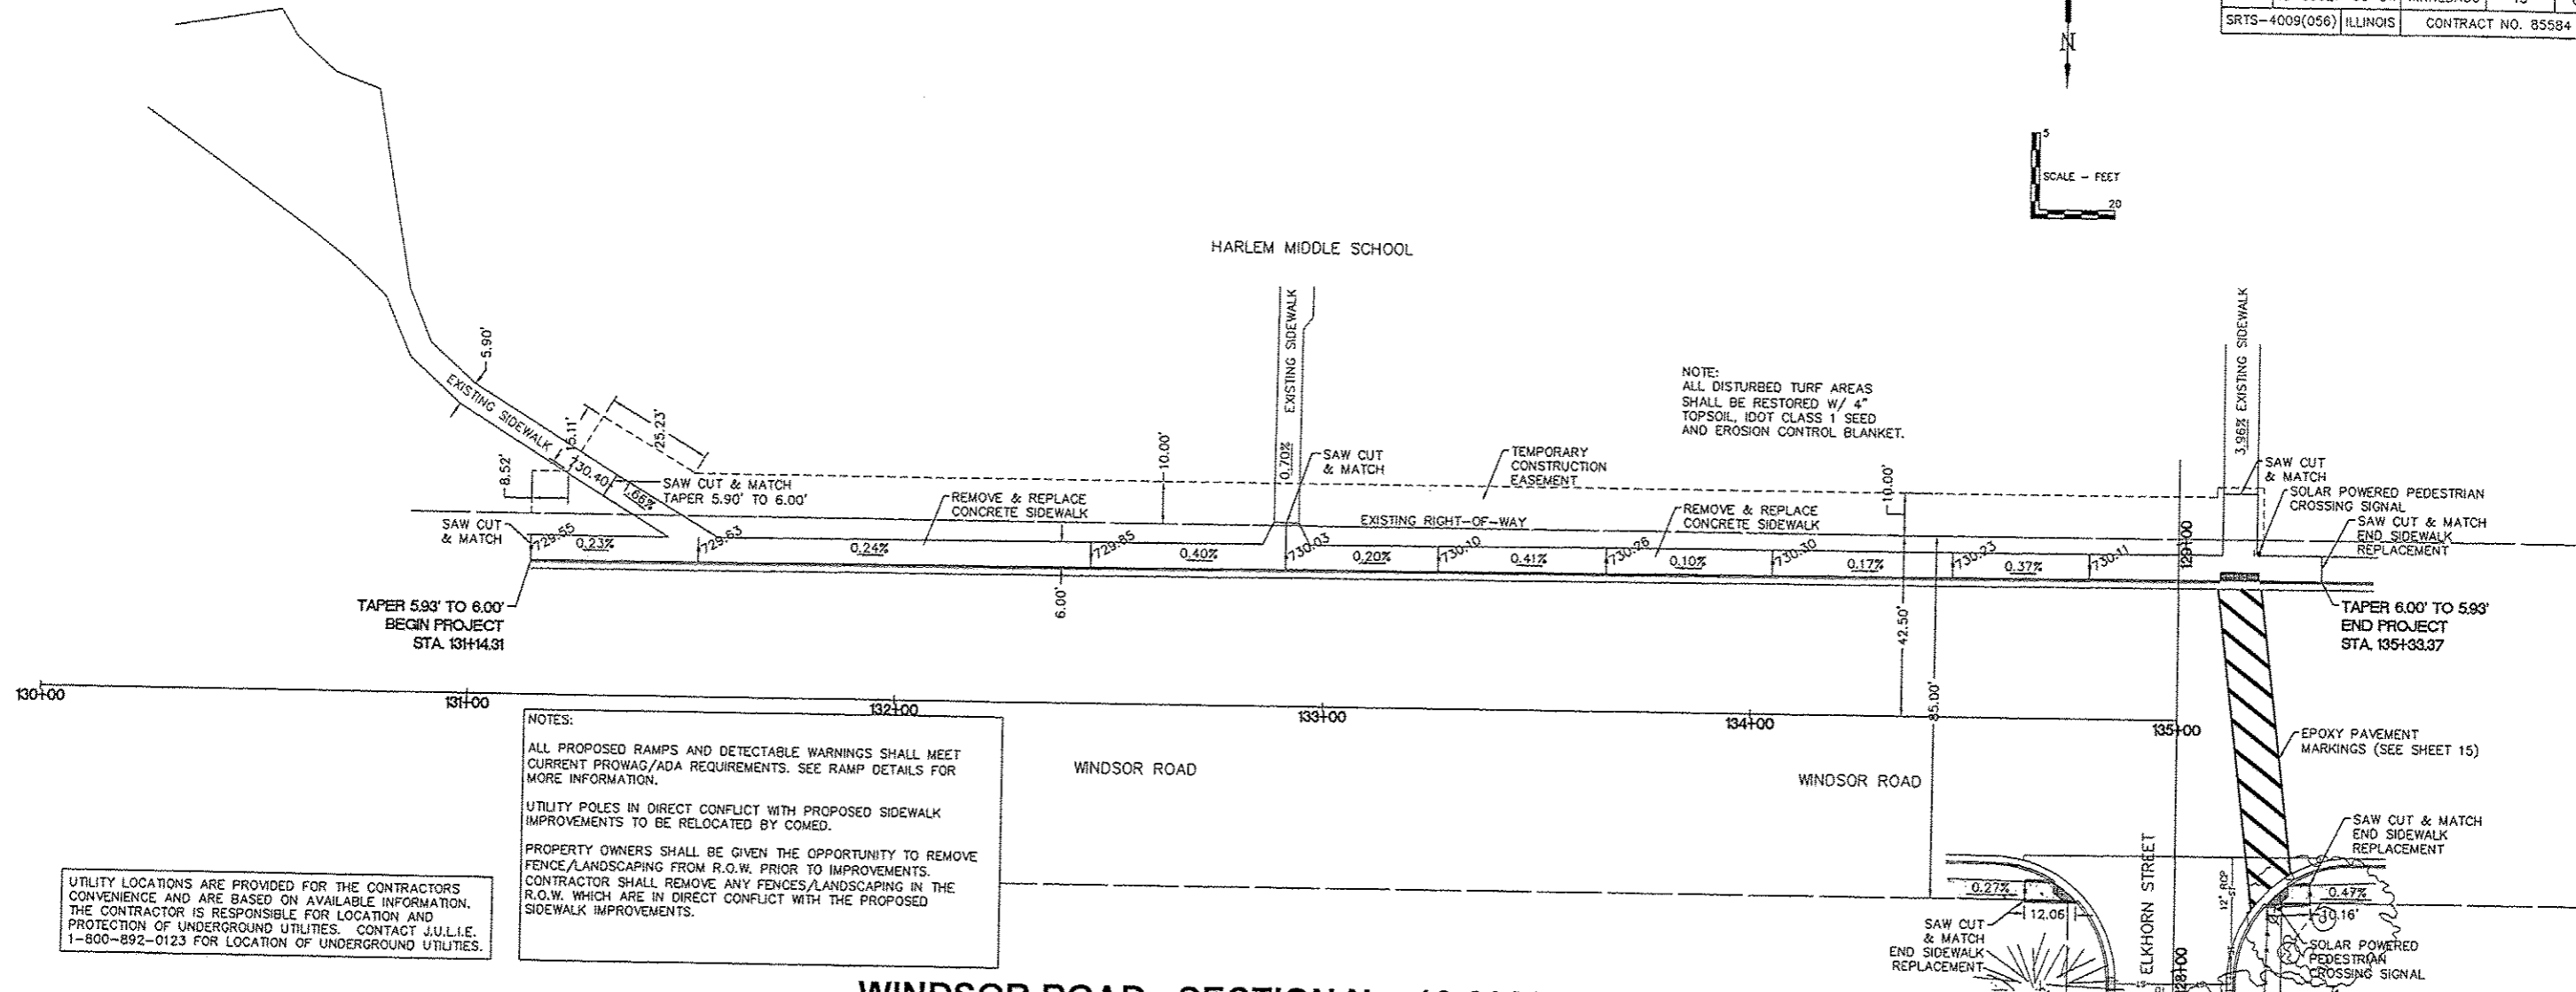 SRTS-4009(056) ILLINOIS CONTRACT NO. 85584
N
5
SCALE - FEET
20
HARLEM MIDDLE SCHOOL
5.90'
EXISTING SIDEWALK
5.11'
25.23'
8.52'
730.40
1.66%
SAW CUT & MATCH
TAPER 5.90' TO 6.00'
SAW CUT
& MATCH
REMOVE & REPLACE
CONCRETE SIDEWALK
10.00'
EXISTING SIDEWALK
0.70%
SAW CUT
& MATCH
TEMPORARY
CONSTRUCTION
EASEMENT
NOTE:
ALL DISTURBED TURF AREAS
SHALL BE RESTORED W/ 4"
TOPSOIL, IDOT CLASS 1 SEED
AND EROSION CONTROL BLANKET.
10.00'
3.96% EXISTING SIDEWALK
SAW CUT
& MATCH
SOLAR POWERED PEDESTRIAN
CROSSING SIGNAL
SAW CUT & MATCH
END SIDEWALK
REPLACEMENT
EXISTING RIGHT-OF-WAY
REMOVE & REPLACE
CONCRETE SIDEWALK
729.55
0.23%
729.63
0.24%
729.85
0.40%
730.03
0.20%
730.10
0.41%
730.26
0.10%
730.30
0.17%
730.23
0.37%
730.11
129+00
TAPER 5.93' TO 6.00'
BEGIN PROJECT
STA. 131+14.31
6.00'
42.50'
85.00'
TAPER 6.00' TO 5.93'
END PROJECT
STA. 135+33.37
130+00
131+00
132+00
133+00
134+00
135+00
NOTES:
ALL PROPOSED RAMPS AND DETECTABLE WARNINGS SHALL MEET
CURRENT PROWAG/ADA REQUIREMENTS. SEE RAMP DETAILS FOR
MORE INFORMATION.
UTILITY POLES IN DIRECT CONFLICT WITH PROPOSED SIDEWALK
IMPROVEMENTS TO BE RELOCATED BY COMED.
PROPERTY OWNERS SHALL BE GIVEN THE OPPORTUNITY TO REMOVE
FENCE/LANDSCAPING FROM R.O.W. PRIOR TO IMPROVEMENTS.
CONTRACTOR SHALL REMOVE ANY FENCES/LANDSCAPING IN THE
R.O.W. WHICH ARE IN DIRECT CONFLICT WITH THE PROPOSED
SIDEWALK IMPROVEMENTS.
WINDSOR ROAD
WINDSOR ROAD
EPOXY PAVEMENT
MARKINGS (SEE SHEET 15)
UTILITY LOCATIONS ARE PROVIDED FOR THE CONTRACTORS
CONVENIENCE AND ARE BASED ON AVAILABLE INFORMATION.
THE CONTRACTOR IS RESPONSIBLE FOR LOCATION AND
PROTECTION OF UNDERGROUND UTILITIES. CONTACT J.U.L.I.E.
1-800-892-0123 FOR LOCATION OF UNDERGROUND UTILITIES.
SAW CUT & MATCH
END SIDEWALK
REPLACEMENT
0.27%
12.06
SAW CUT
& MATCH
END SIDEWALK
REPLACEMENT
ELKHORN STREET
12" RCP
0.47%
10.16'
SOLAR POWERED
PEDESTRIAN
CROSSING SIGNAL
WINDSOR ROAD